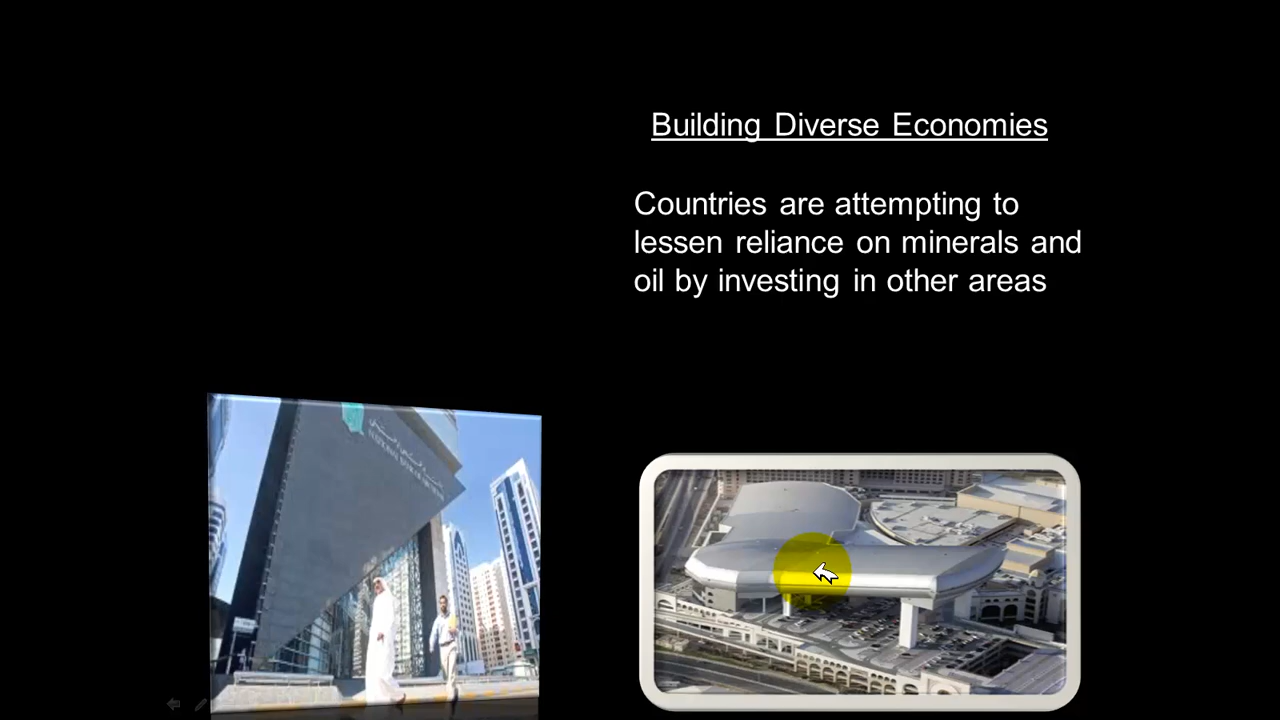 Building Diverse Economies
Countries are attempting to
lessen reliance on minerals and
oil by investing in other areas